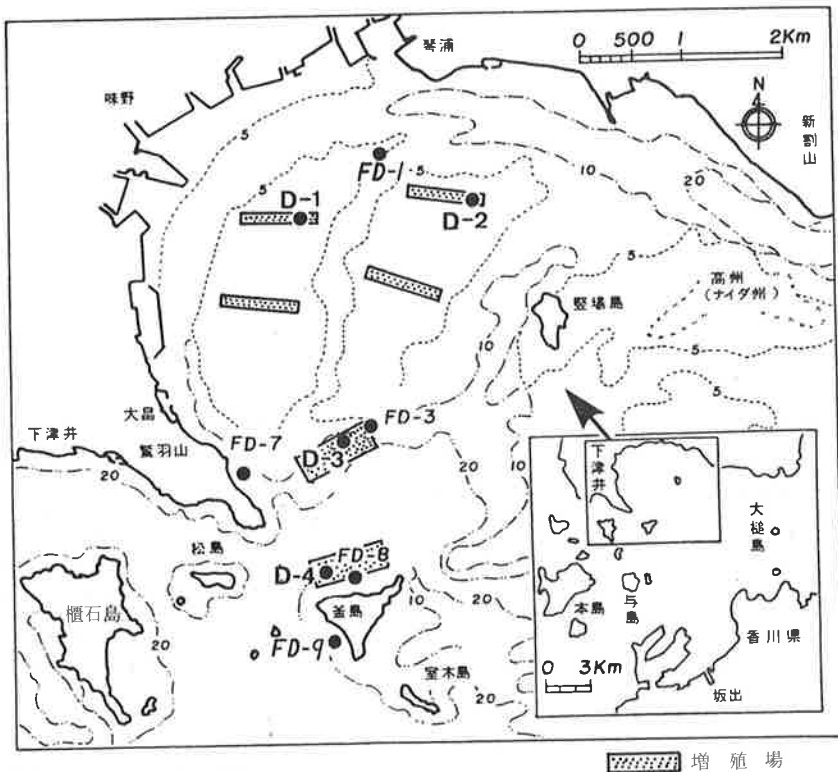 琴浦
0 500 1 2Km
味野
N
新割山
5
5
FD-1
5
10
20
D-1
D-2
5
高州
(ナイダ州)
竪場島
10
5
5
大畠
FD-3
下津井
鷲羽山
FD-7
D-3
20
20
10
下津井
大槌島
松島
FD-8
D-4
釜島
10
20
本島
与島
櫃石島
20
FD-9
香川県
室木島
20
0 3Km
坂出
増殖場